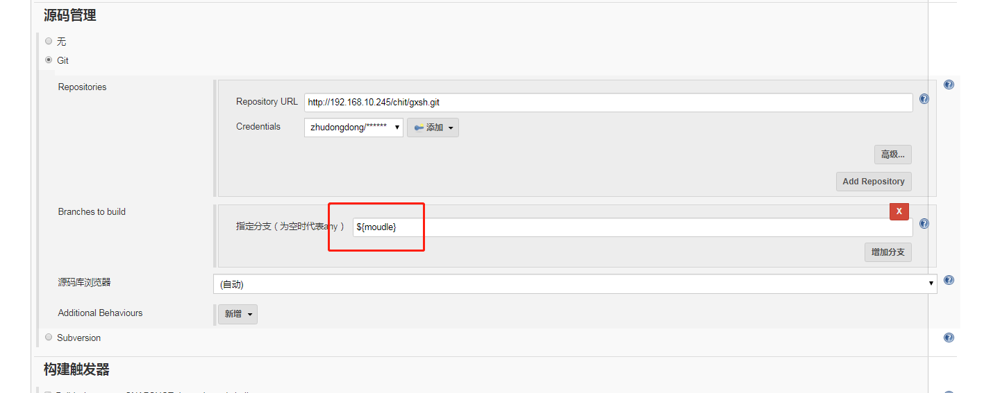 源码管理
无
Git
Repositories
Repository URL http://192.168.10.245/chit/gxsh.git
Credentials zhudongdong/****** 添加
高级...
Add Repository
Branches to build
X
指定分支（为空时代表any） ${moudle}
增加分支
源码库浏览器 (自动)
Additional Behaviours 新增
Subversion
构建触发器